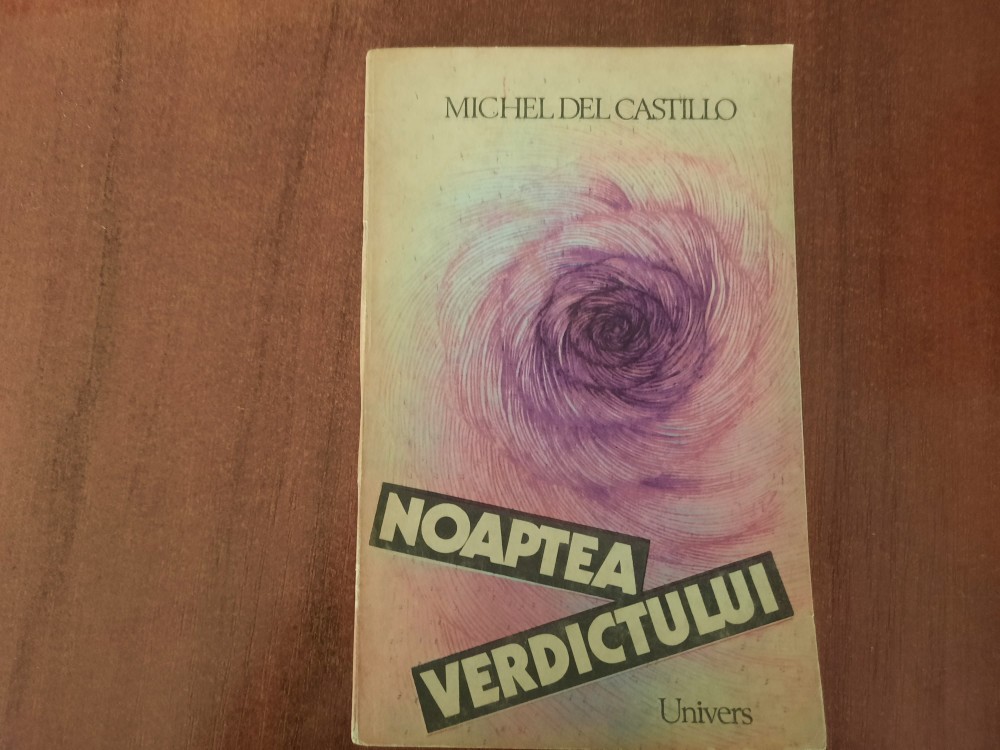 MICHEL DEL CASTILLO
NOAPTEA
VERDICTULUI
Univers